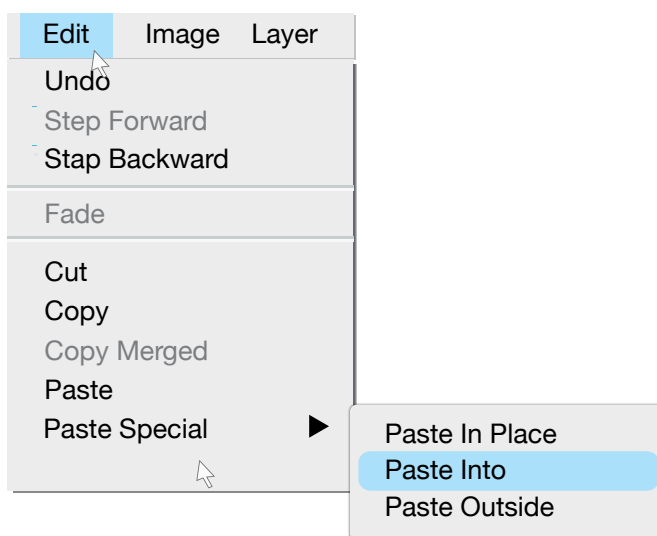 Edit Image Layer
Undo
Step Forward
Stap Backward
Fade
Cut
Copy
Copy Merged
Paste
Paste Special
Paste In Place
Paste Into
Paste Outside